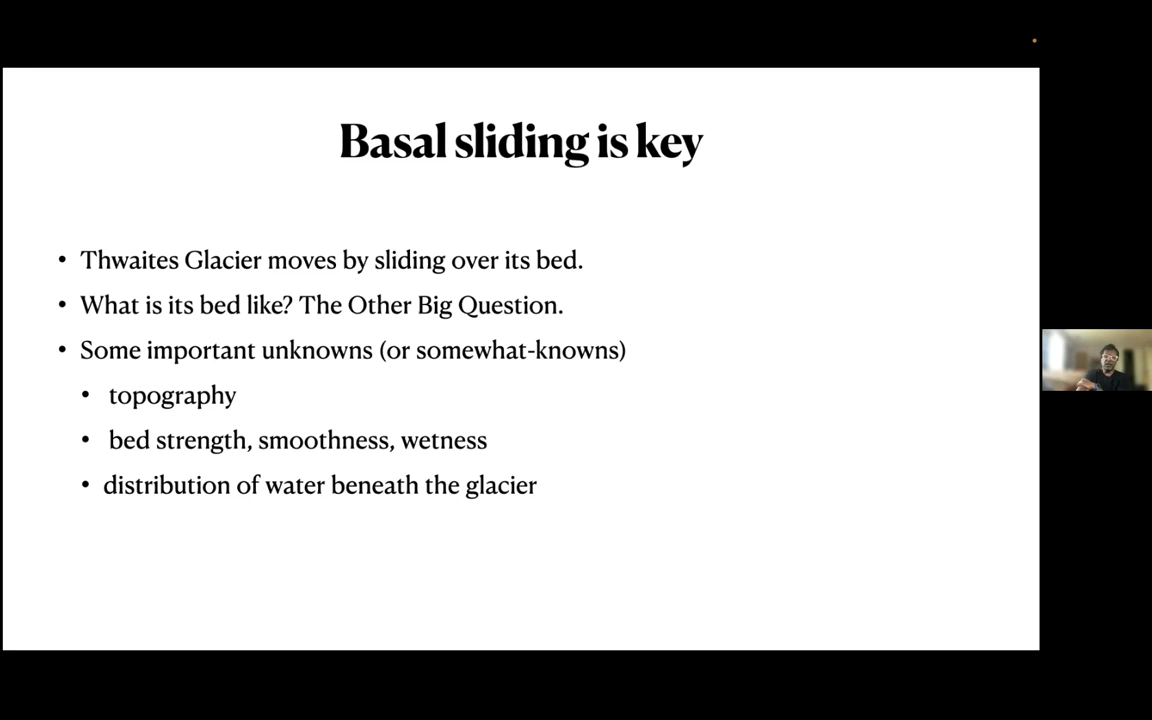 Basal sliding is key
• Thwaites Glacier moves by sliding over its bed.
• What is its bed like? The Other Big Question.
• Some important unknowns (or somewhat-knowns)
• topography
• bed strength, smoothness, wetness
• distribution of water beneath the glacier